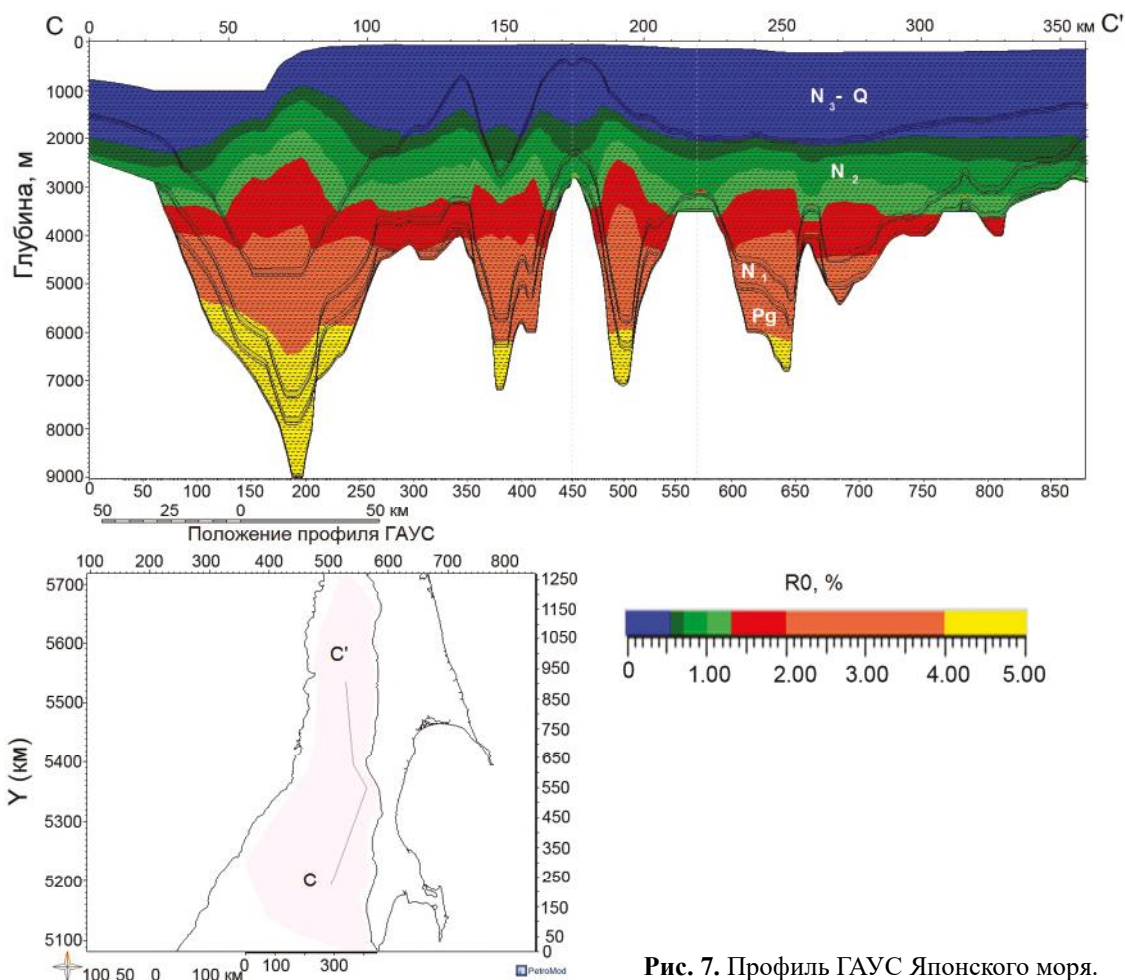 C 0 50 100 150 200 250 300 350 км C'
Глубина, м
0
1000
2000
3000
4000
5000
6000
7000
8000
9000
N3- Q
N2
N1
Pg
0 50 100 150 200 250 300 350 400 450 500 550 600 650 700 750 800 850
50 25 0 50 км
Положение профиля ГАУС
100 200 300 400 500 600 700 800
Y (км)
5700
5600
5500
5400
5300
5200
5100
1250
1150
1050
950
850
750
650
550
450
350
250
150
50
0
C'
C
100 50 0 100 км
0 100 300
PetroMod
R0, %
0 1.00 2.00 3.00 4.00 5.00
Рис. 7. Профиль ГАУС Японского моря.